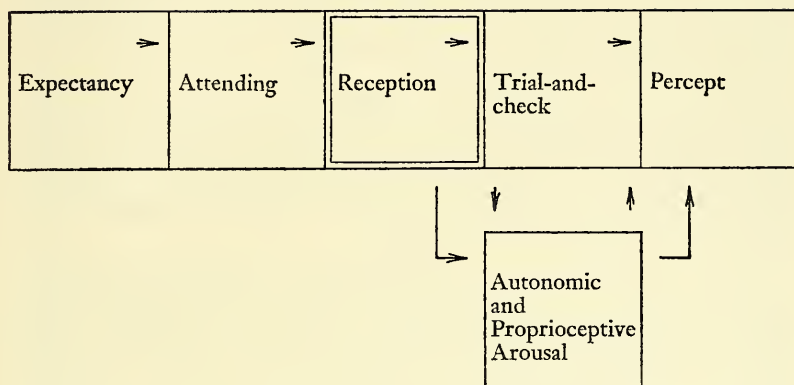 Expectancy
Attending
Reception
Trial-and-
check
Percept
Autonomic
and
Proprioceptive
Arousal